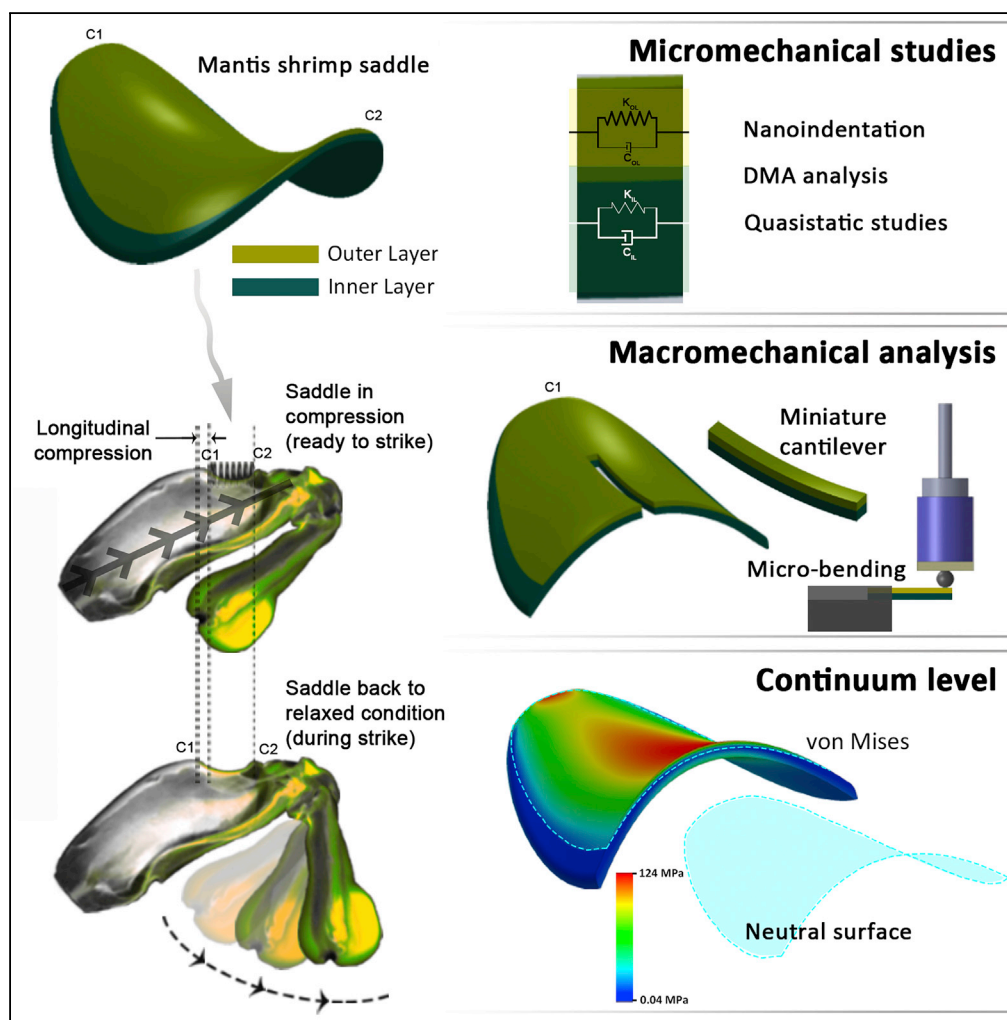 C1
Mantis shrimp saddle
C2
Outer Layer
Inner Layer
Saddle in
compression
(ready to strike)
Longitudinal
compression
C1
C2
Saddle back to
relaxed condition
(during strike)
C1
C2
Micromechanical studies
K_OL
C_OL
K_IL
C_IL
Nanoindentation
DMA analysis
Quasistatic studies
Macromechanical analysis
C1
Miniature
cantilever
Micro-bending
Continuum level
von Mises
124 MPa
0.04 MPa
Neutral surface